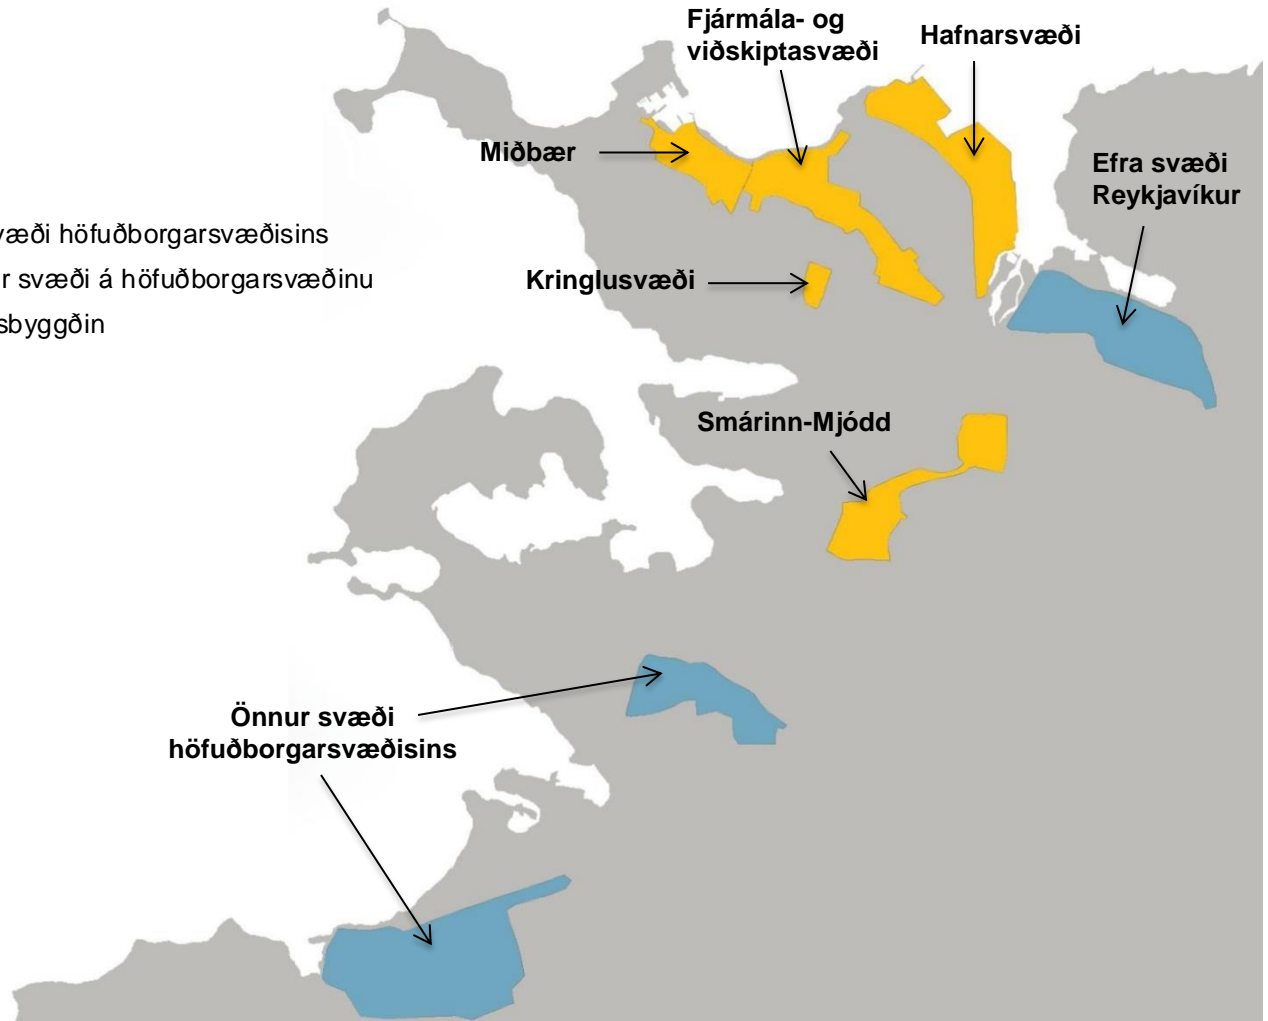 Fjármála- og
viðskiptasvæði
Hafnarsvæði
Miðbær
Efra svæði
Reykjavíkur
væði höfuðborgarsvæðisins
r svæði á höfuðborgarsvæðinu
sbyggðin
Kringlusvæði
Smárinn-Mjódd
Önnur svæði
höfuðborgarsvæðisins